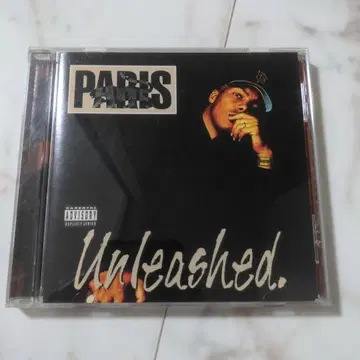 PARIS
PARENTAL
ADVISORY
EXPLICIT LYRICS
Unleashed.